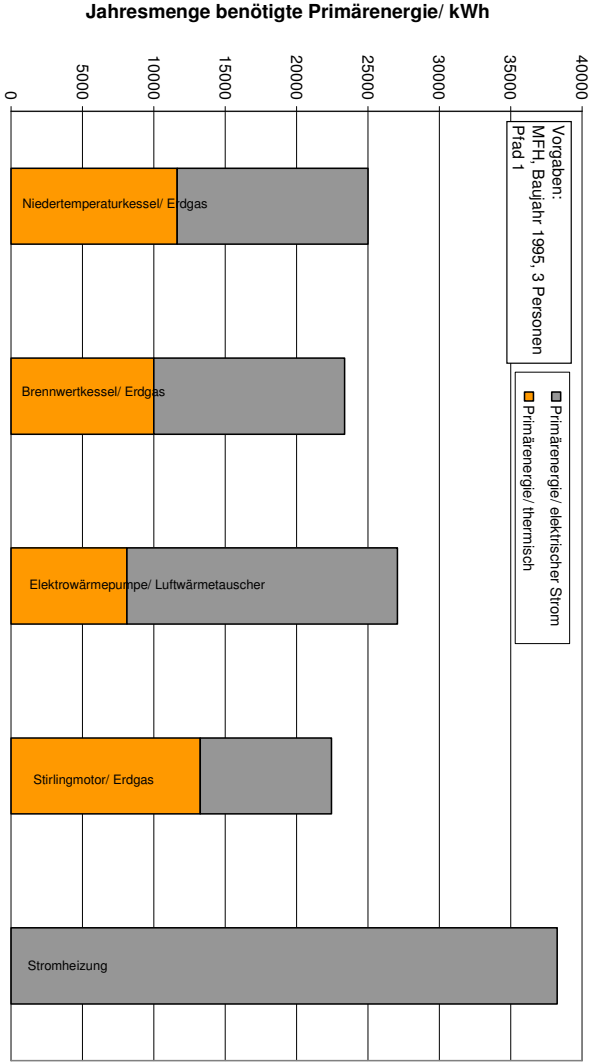 Jahresmenge benötigte Primärenergie/ kWh
0
5000
10000
15000
20000
25000
30000
35000
40000
Vorgaben:
MFH, Baujahr 1995, 3 Personen
Pfad 1
Primärenergie/ elektrischer Strom
Primärenergie/ thermisch
Niedertemperaturkessel/ Erdgas
Brennwertkessel/ Erdgas
Elektrowärmepumpe/ Luftwärmetauscher
Stirlingmotor/ Erdgas
Stromheizung